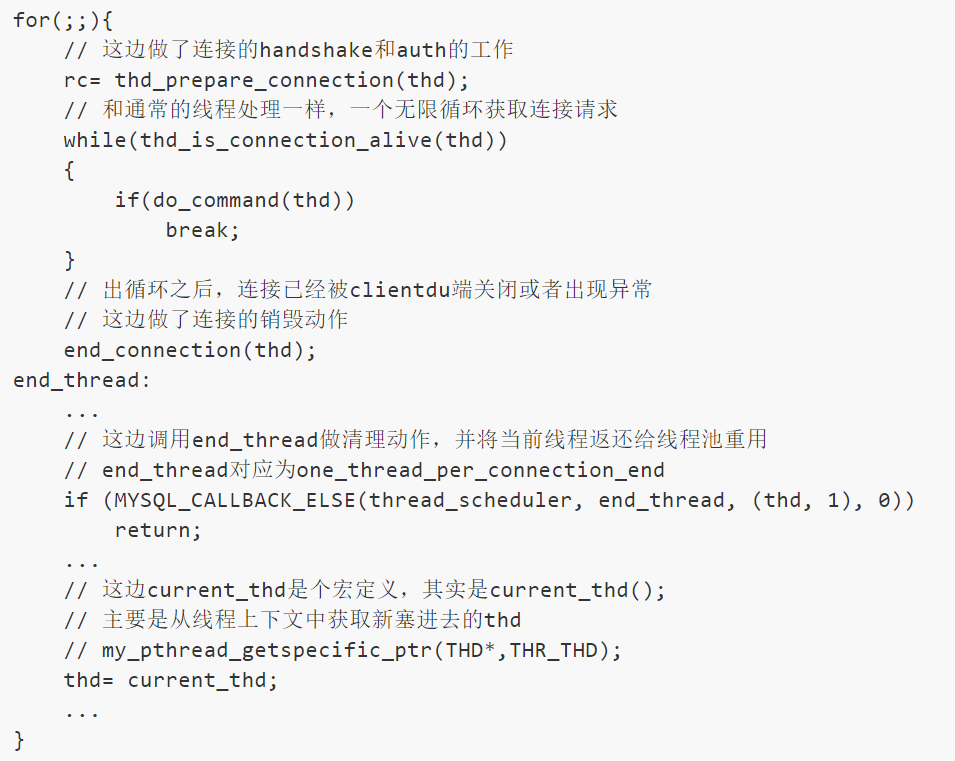 for(;;){
    // 这边做了连接的handshake和auth的工作
    rc= thd_prepare_connection(thd);
    // 和通常的线程处理一样，一个无限循环获取连接请求
    while(thd_is_connection_alive(thd))
    {
        if(do_command(thd))
            break;
    }
    // 出循环之后，连接已经被clientdu端关闭或者出现异常
    // 这边做了连接的销毁动作
    end_connection(thd);
end_thread:
    ...
    // 这边调用end_thread做清理动作，并将当前线程返还给线程池重用
    // end_thread对应为one_thread_per_connection_end
    if (MYSQL_CALLBACK_ELSE(thread_scheduler, end_thread, (thd, 1), 0))
        return;
    ...
    // 这边current_thd是个宏定义，其实是current_thd();
    // 主要是从线程上下文中获取新塞进去的thd
    // my_pthread_getspecific_ptr(THD*,THR_THD);
    thd= current_thd;
    ...
}